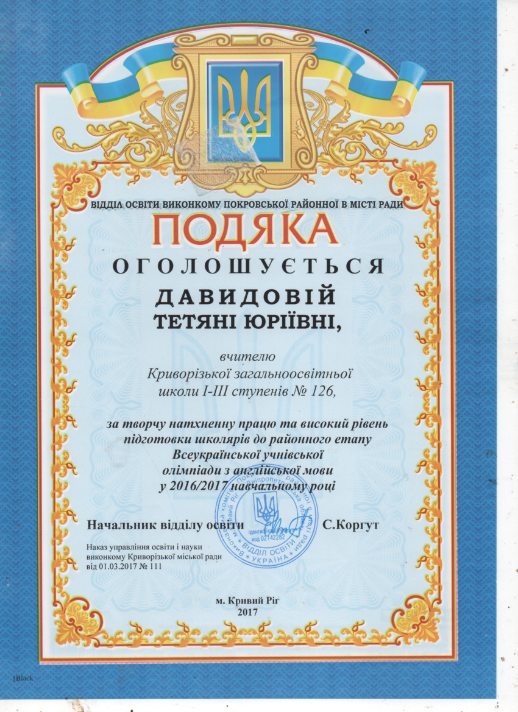 ВІДДІЛ ОСВІТИ ВИКОНКОМУ ПОКРОВСЬКОЇ РАЙОННОЇ В МІСТІ РАДИ
ПОДЯКА
ОГОЛОШУЄТЬСЯ
ДАВИДОВІЙ
ТЕТЯНІ ЮРІЇВНІ,
вчителю
Криворізької загальноосвітньої
школи І-ІІІ ступенів № 126,
за творчу натхненну працю та високий рівень
підготовки школярів до районного етапу
Всеукраїнської учнівської
олімпіади з англійської мови
у 2016/2017 навчальному році
Начальник відділу освіти С.Коргут
ВІДДІЛ ОСВІТИ
УКРАЇНА
Наказ управління освіти і науки
виконкому Криворізької міської ради
від 01.03.2017 № 111
м. Кривий Ріг
2017